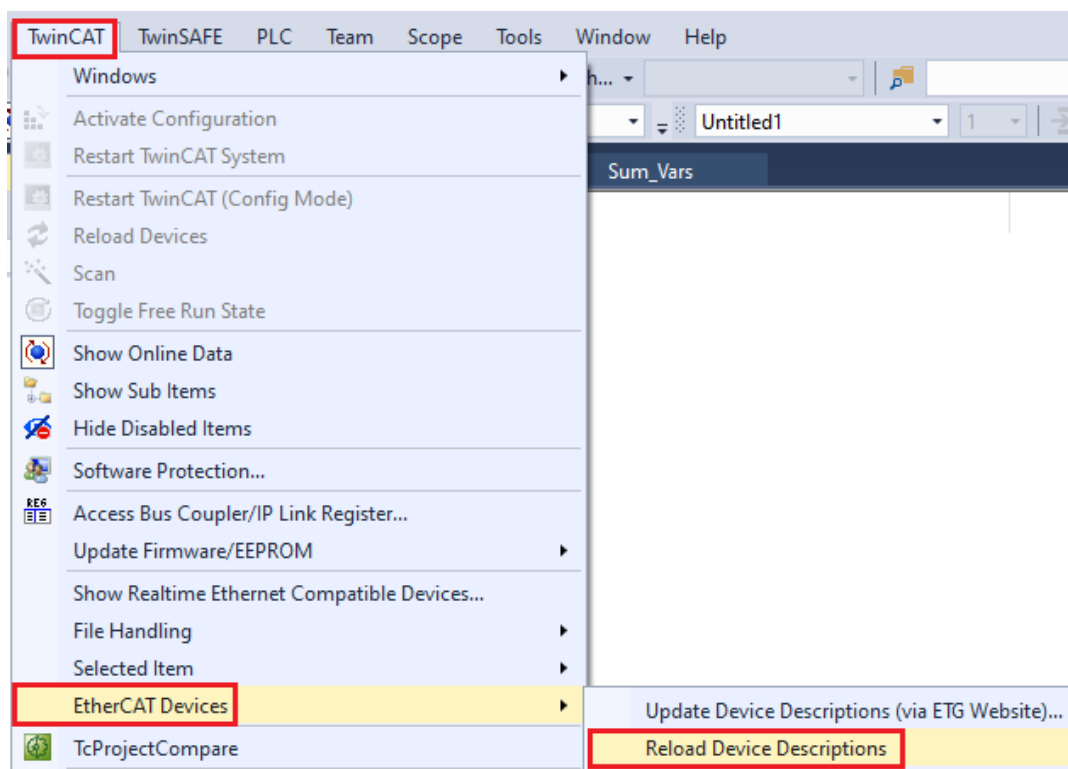 TwinCAT TwinSAFE PLC Team Scope Tools Window Help
Windows
h...
Activate Configuration
Untitled1 1
Restart TwinCAT System
Sum_Vars
Restart TwinCAT (Config Mode)
Reload Devices
Scan
Toggle Free Run State
Show Online Data
Show Sub Items
Hide Disabled Items
Software Protection...
REG
Access Bus Coupler/IP Link Register...
Update Firmware/EEPROM
Show Realtime Ethernet Compatible Devices...
File Handling
Selected Item
EtherCAT Devices
Update Device Descriptions (via ETG Website)...
TcProjectCompare
Reload Device Descriptions